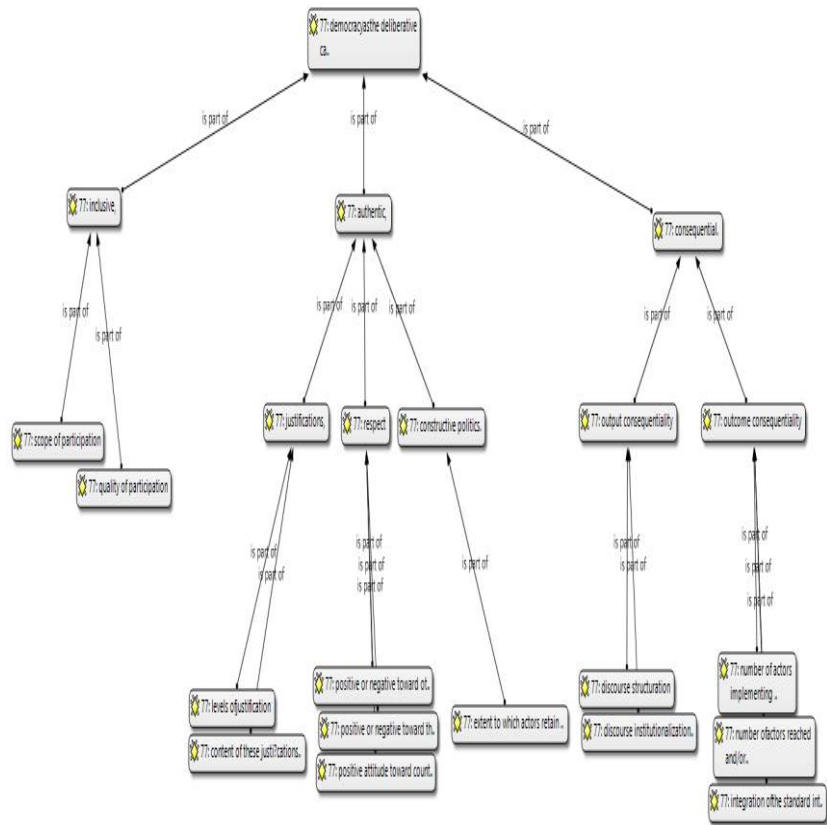 77: democracyasthe deliberative
ca..
is part of
is part of
is part of
77: inclusive,
77: authentic,
77: consequential.
is part of
is part of
is part of
is part of
is part of
is part of
is part of
77: scope of participation
77: quality of participation
77: justifications,
77: respect
77: constructive politics.
77: output consequentiality
77: outcome consequentiality
is part of
is part of
is part of
is part of
is part of
is part of
is part of
is part of
is part of
is part of
is part of
77: levels ofjustification
77: content of these justi?cations..
77: positive or negative toward ot..
77: positive or negative toward th..
77: positive attitude toward count..
77: extent to which actors retain ..
77: discourse structuration
77: discourse institutionalization..
77: number of actors
implementing ..
77: number ofactors reached
and/or..
77: integration ofthe standard int..